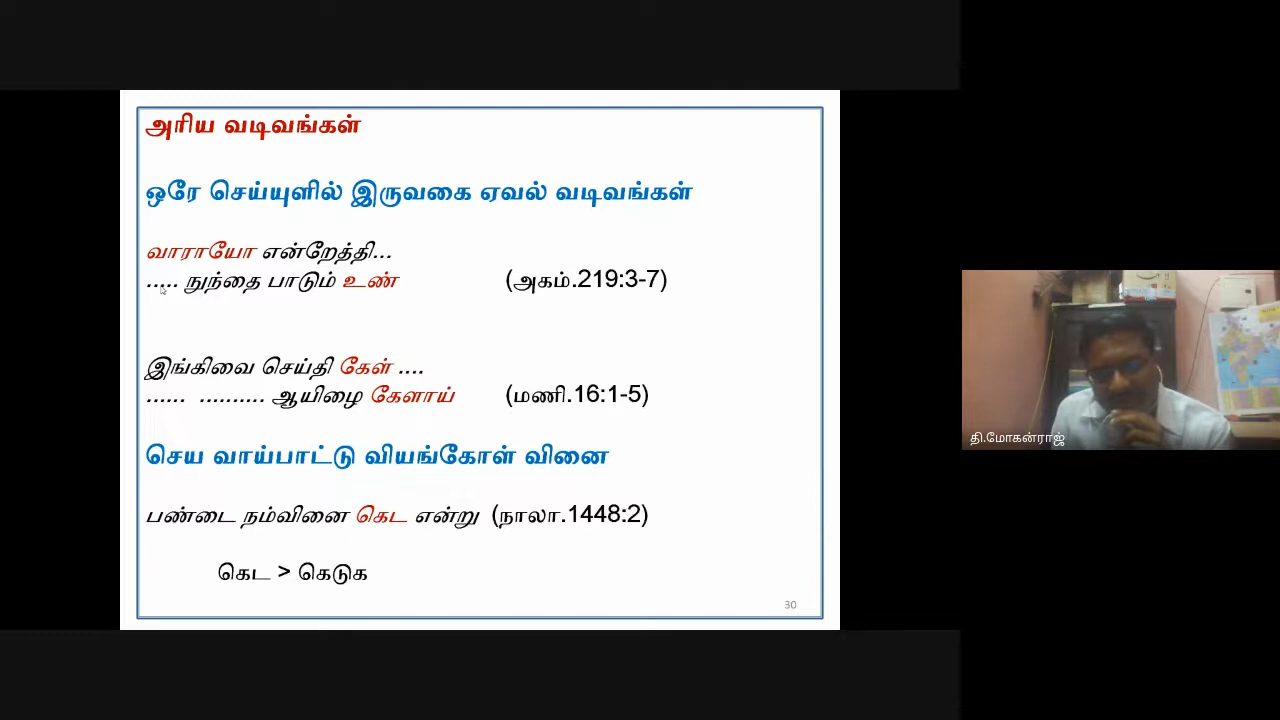 அரிய வடிவங்கள்
ஒரே செய்யுளில் இருவகை ஏவல் வடிவங்கள்
வாராயோ என்றேத்தி...
..... நுந்தை பாடும் உண் (அகம்.219:3-7)
இங்கிவை செய்தி கேள் ....
...... .......... ஆயிழை கேளாய் (மணி.16:1-5)
செய வாய்பாட்டு வியங்கோள் வினை
பண்டை நம்வினை கெட என்று (நாலா.1448:2)
கெட > கெடுக
30
தி.மோகன்ராஜ்